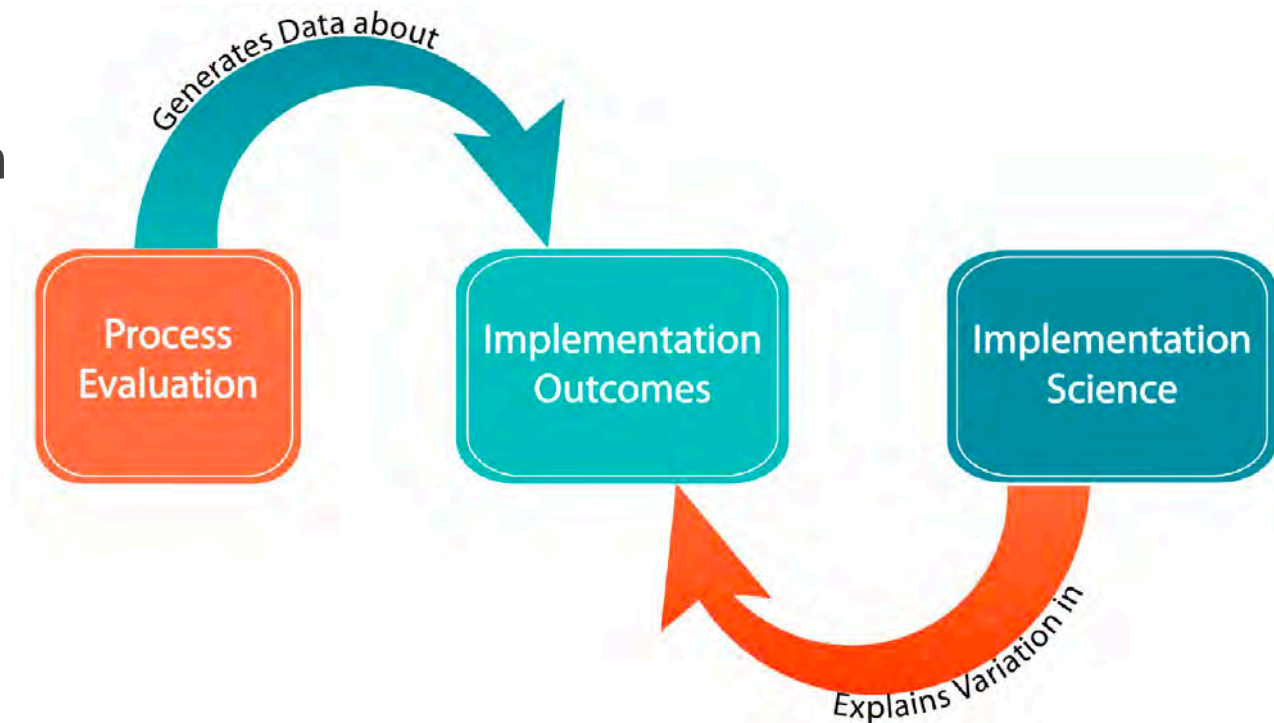 Generates Data about
Process
Evaluation
Implementation
Outcomes
Implementation
Science
Explains Variation in